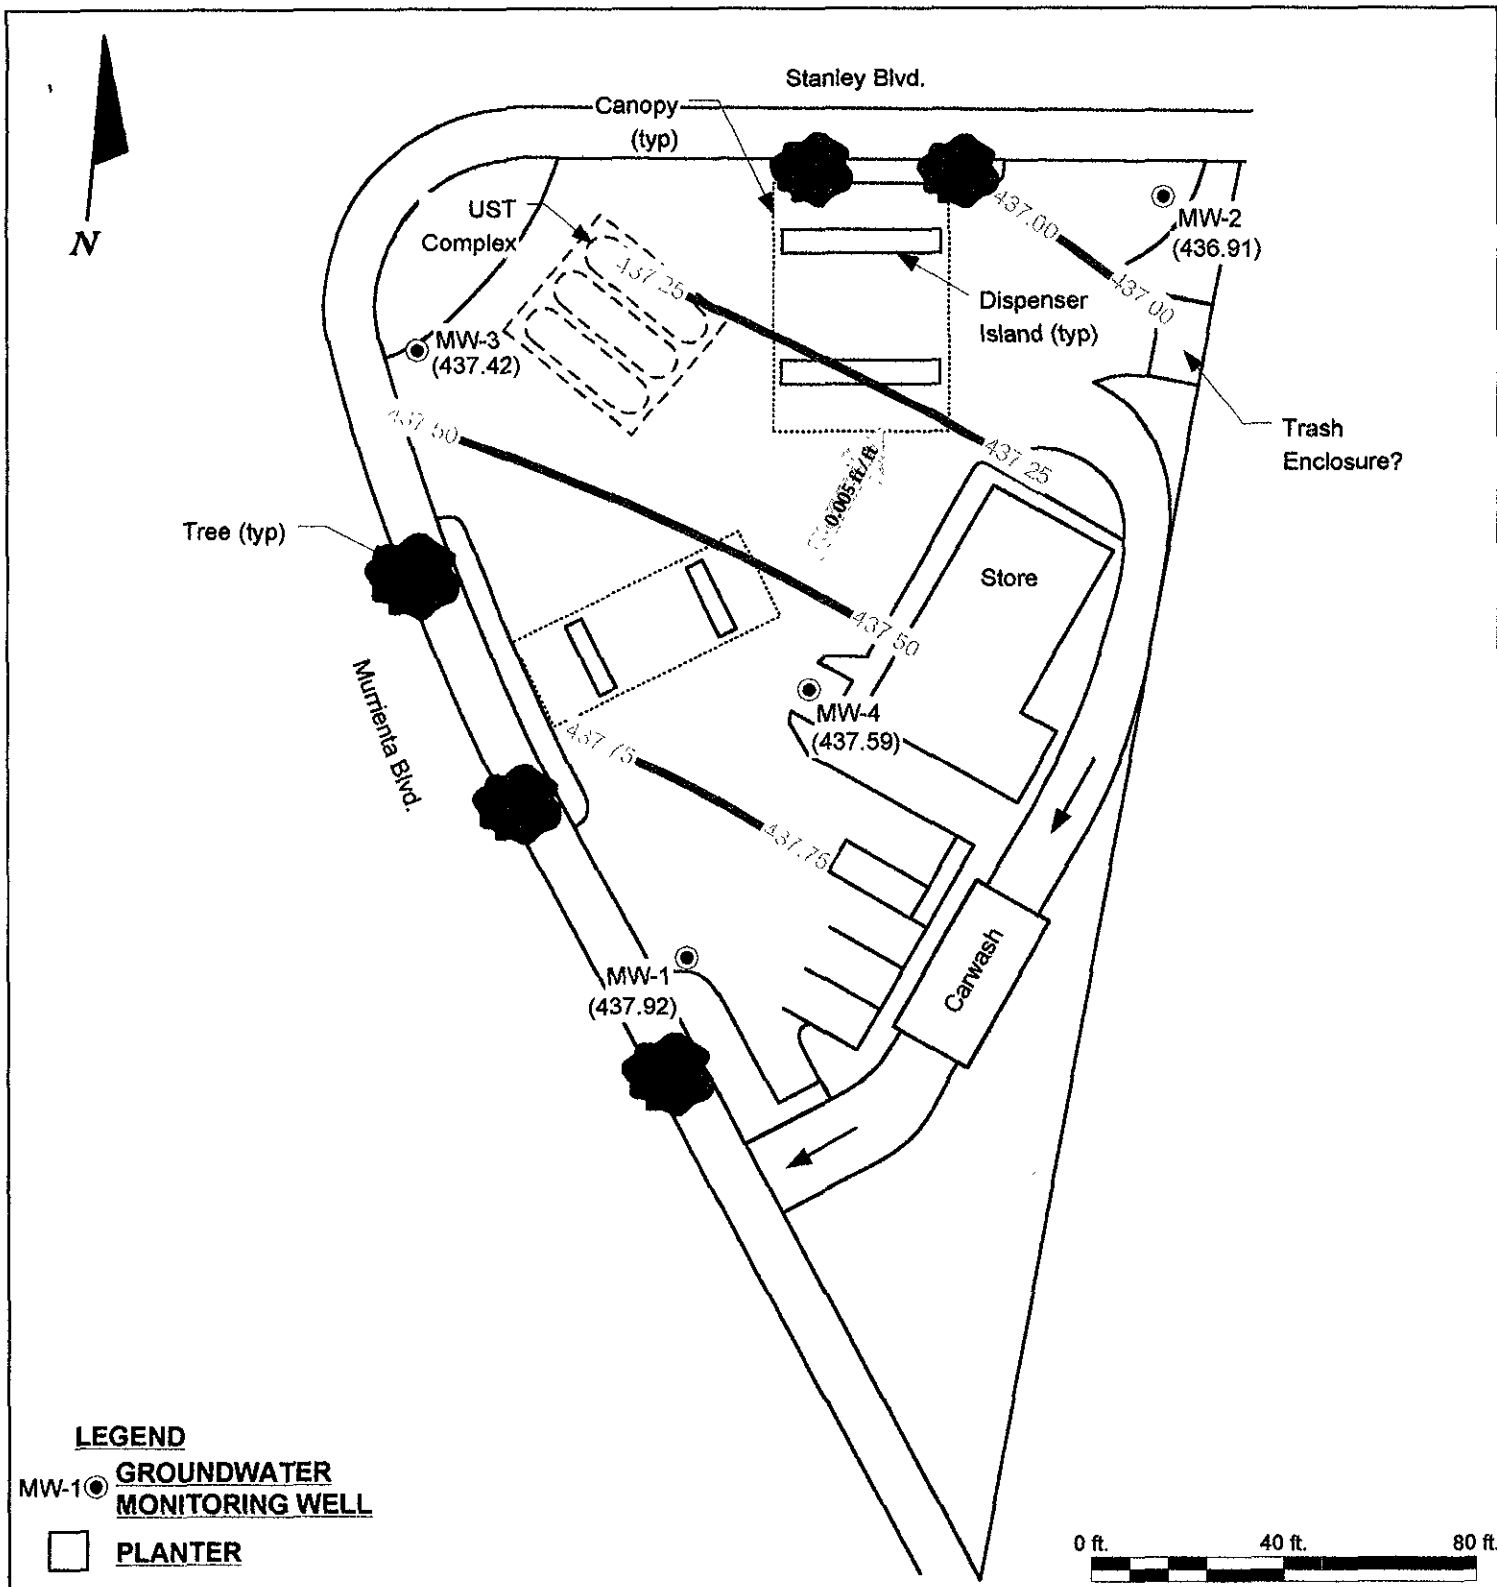 Stanley Blvd.
Canopy
(typ)
N
UST
Complex
437.00
MW-2
(436.91)
437.25
437.00
Dispenser
Island (typ)
MW-3
(437.42)
437.50
Trash
Enclosure?
437.25
0.005 ft/ft
Tree (typ)
Store
437.50
Murrienta Blvd.
MW-4
(437.59)
437.75
437.75
MW-1
(437.92)
Carwash
LEGEND
MW-1 GROUNDWATER
MONITORING WELL
PLANTER
0 ft. 40 ft. 80 ft.